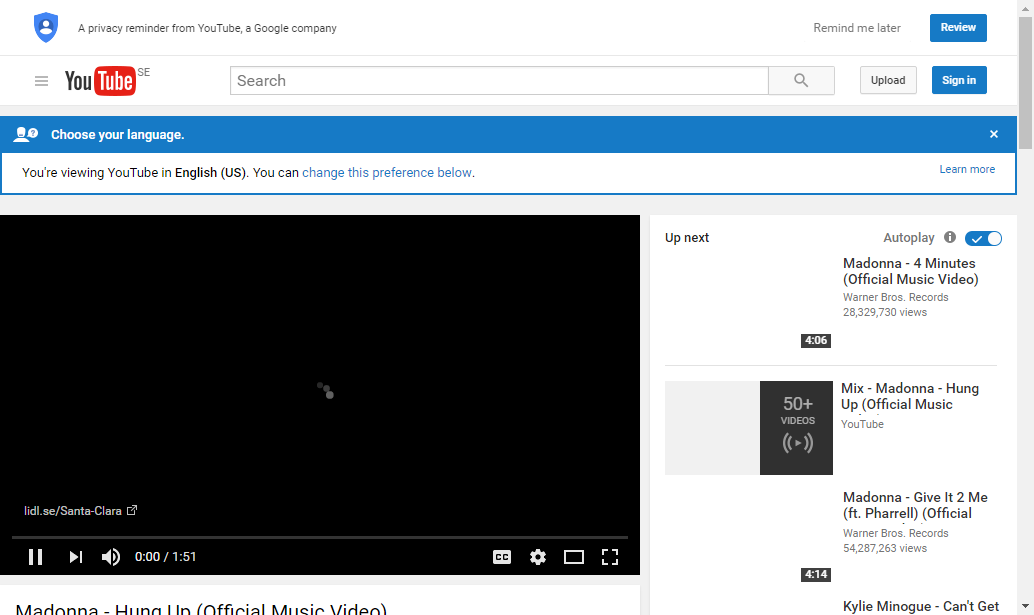 A privacy reminder from YouTube, a Google company
Remind me later
Review
YouTube SE
Search
Upload
Sign in
Choose your language.
You're viewing YouTube in English (US). You can change this preference below.
Learn more
Up next
Autoplay
Madonna - 4 Minutes
(Official Music Video)
Warner Bros. Records
28,329,730 views
4:06
50+
VIDEOS
Mix - Madonna - Hung
Up (Official Music
YouTube
Madonna - Give It 2 Me
(ft. Pharrell) (Official
Warner Bros. Records
54,287,263 views
4:14
Kylie Minogue - Can't Get
lidl.se/Santa-Clara
0:00 / 1:51
CC
Madonna - Hung Up (Official Music Video)